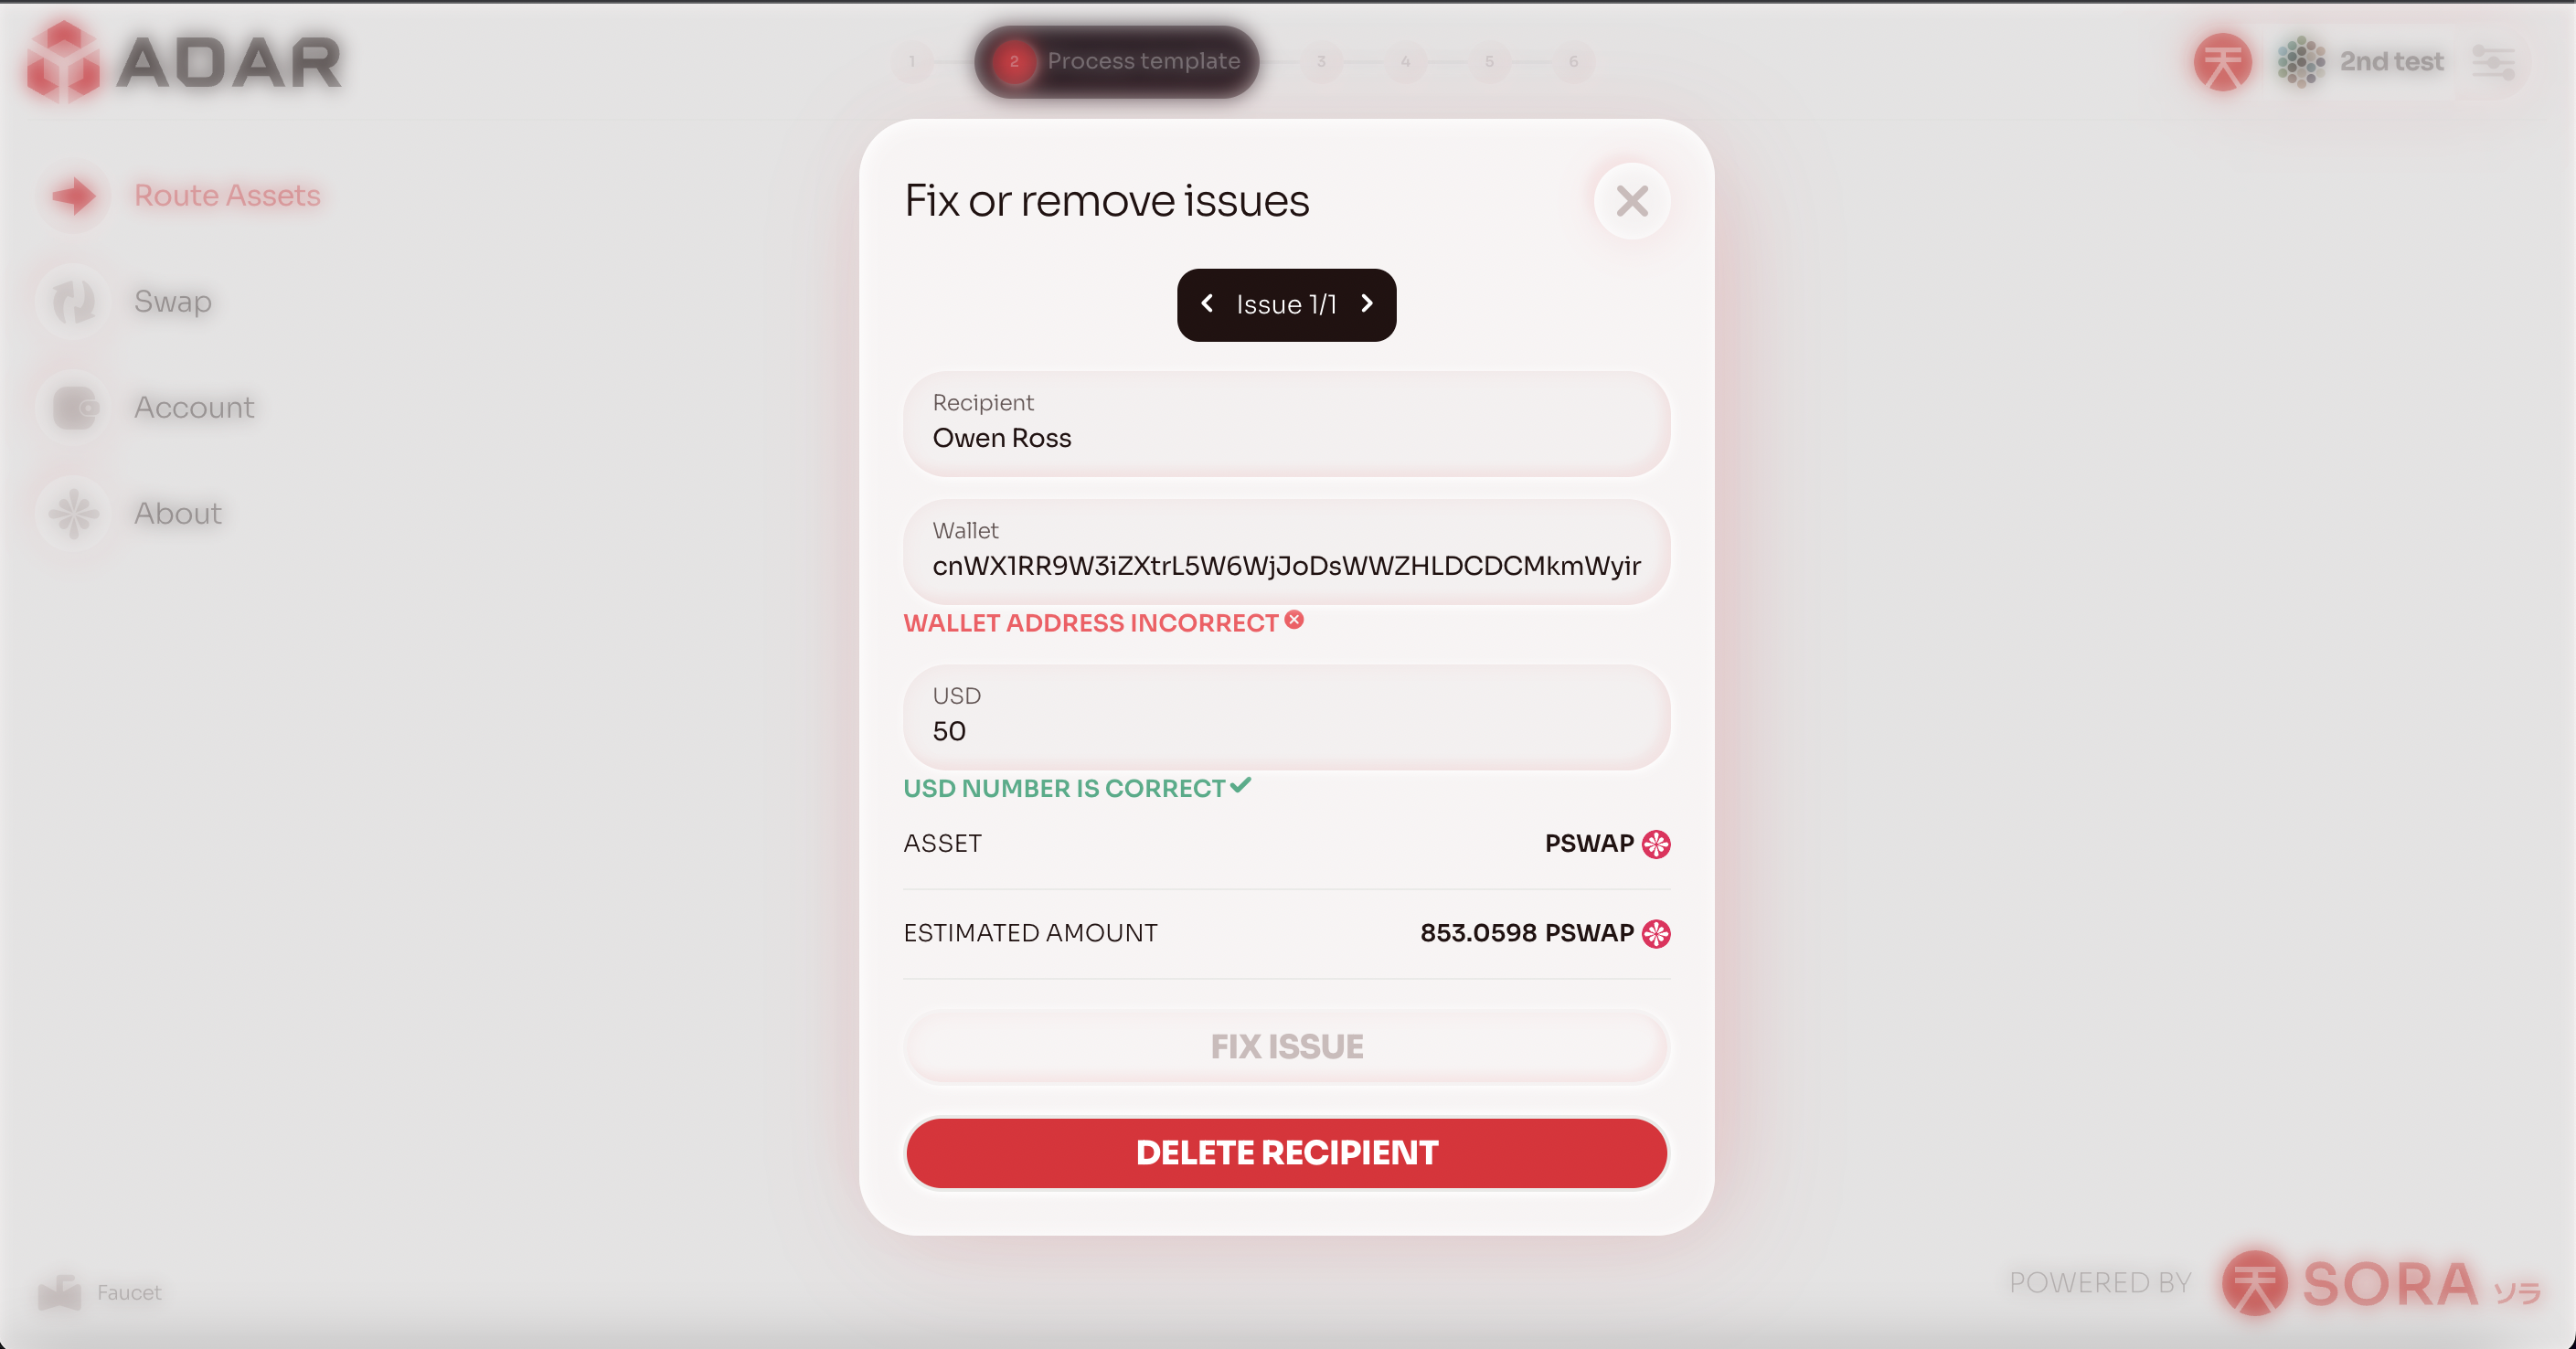 ADAR
1
2 Process template
3
4
5
6
2nd test
Route Assets
Swap
Account
About
Fix or remove issues
Issue 1/1
Recipient
Owen Ross
Wallet
cnWX1RR9W3iZXtrL5W6WjJoDsWWZHLDCDCMkmWyir
WALLET ADDRESS INCORRECT
USD
50
USD NUMBER IS CORRECT
ASSET PSWAP
ESTIMATED AMOUNT 853.0598 PSWAP
FIX ISSUE
DELETE RECIPIENT
Faucet
POWERED BY 天 SORA ソラ